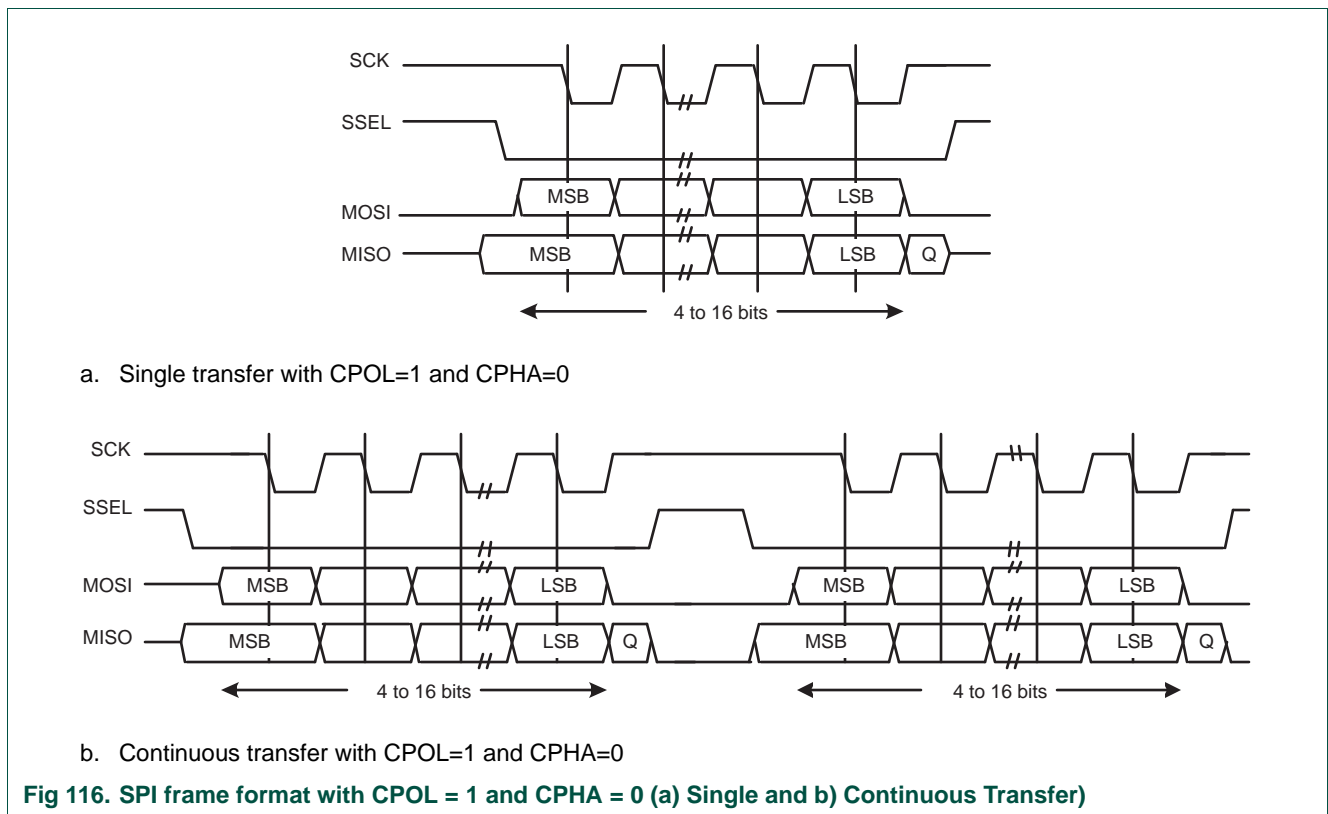 SCK
SSEL
MSB LSB
MOSI
MISO MSB LSB Q
4 to 16 bits
a. Single transfer with CPOL=1 and CPHA=0
SCK
SSEL
MOSI MSB LSB MSB LSB
MISO MSB LSB Q MSB LSB Q
4 to 16 bits 4 to 16 bits
b. Continuous transfer with CPOL=1 and CPHA=0
Fig 116. SPI frame format with CPOL = 1 and CPHA = 0 (a) Single and b) Continuous Transfer)